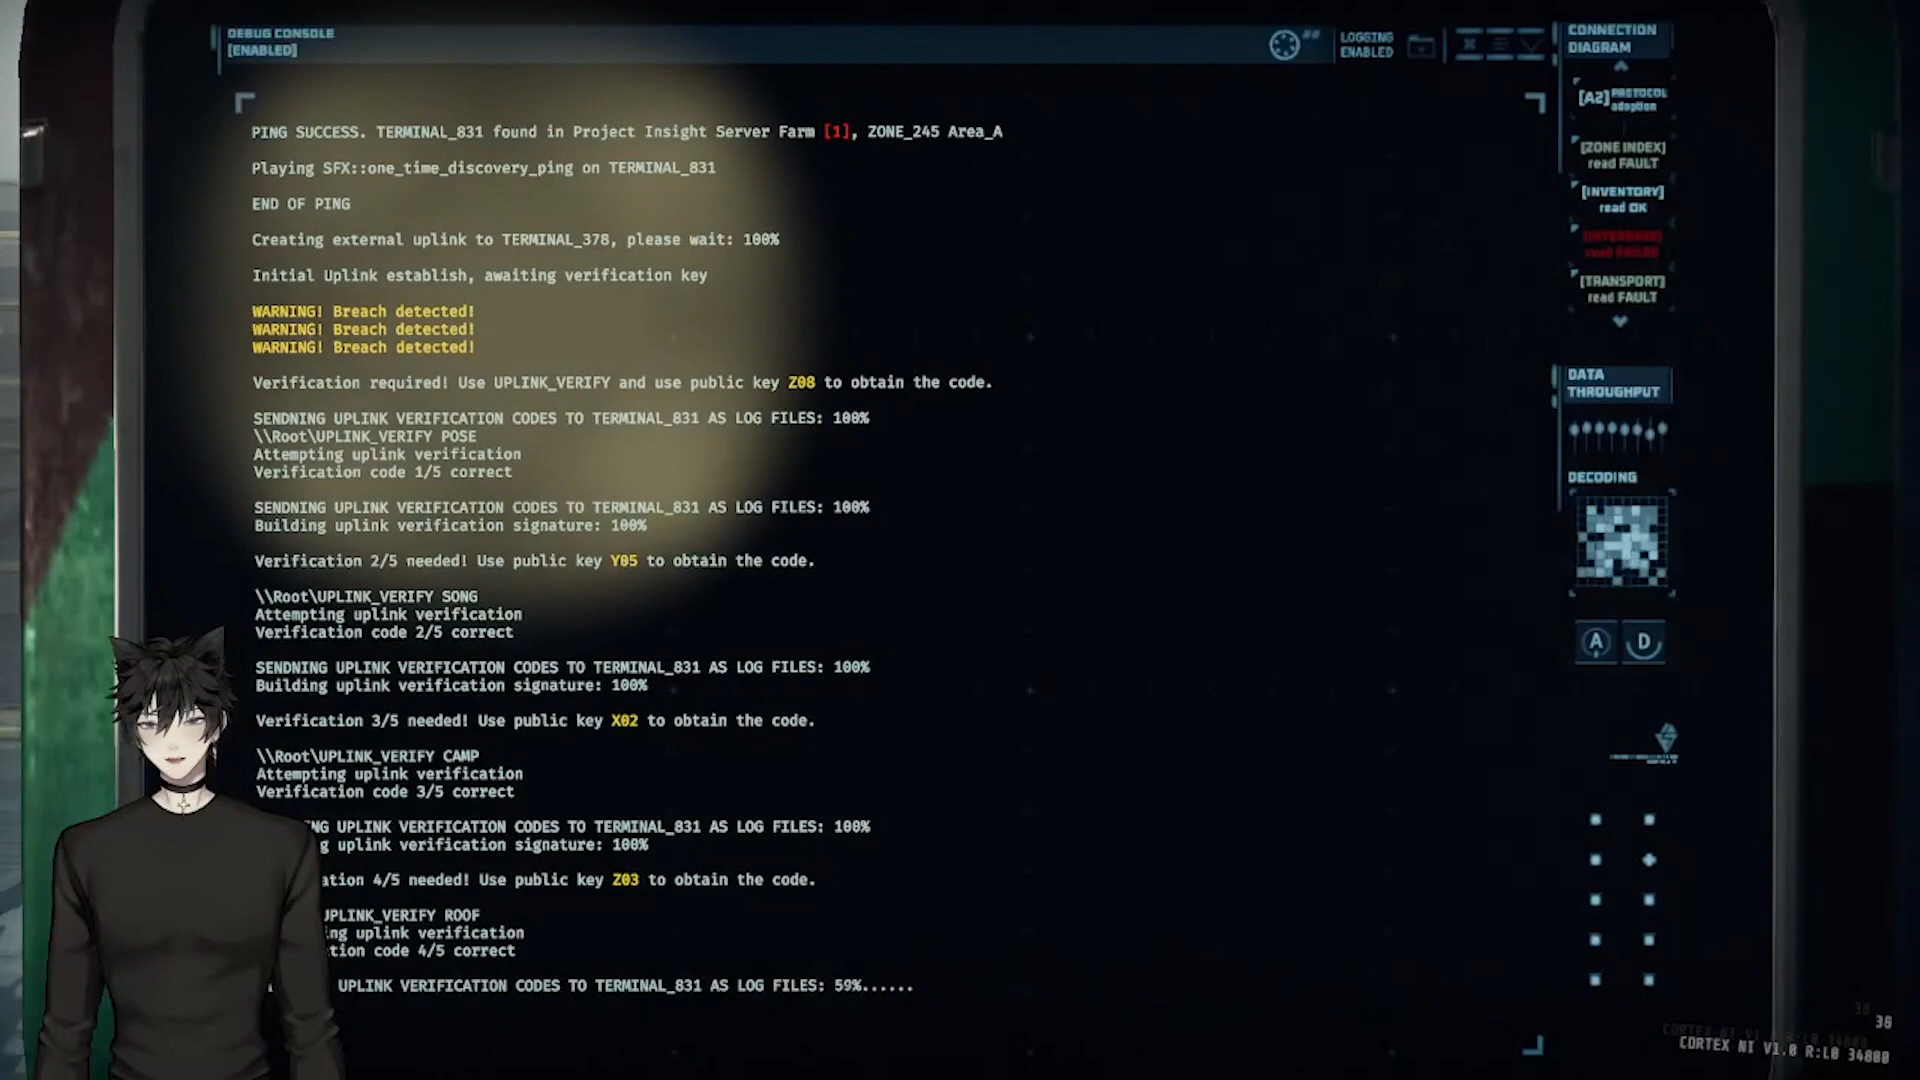 DEBUG CONSOLE
[ENABLED]
LOGGING
ENABLED
PING SUCCESS. TERMINAL_831 found in Project Insight Server Farm [1], ZONE_245 Area_A
Playing SFX::one_time_discovery_ping on TERMINAL_831
END OF PING
Creating external uplink to TERMINAL_378, please wait: 100%
Initial Uplink establish, awaiting verification key
WARNING! Breach detected!
WARNING! Breach detected!
WARNING! Breach detected!
Verification required! Use UPLINK_VERIFY and use public key Z08 to obtain the code.
SENDNING UPLINK VERIFICATION CODES TO TERMINAL_831 AS LOG FILES: 100%
\\Root\UPLINK_VERIFY POSE
Attempting uplink verification
Verification code 1/5 correct
SENDNING UPLINK VERIFICATION CODES TO TERMINAL_831 AS LOG FILES: 100%
Building uplink verification signature: 100%
Verification 2/5 needed! Use public key Y05 to obtain the code.
\\Root\UPLINK_VERIFY SONG
Attempting uplink verification
Verification code 2/5 correct
SENDNING UPLINK VERIFICATION CODES TO TERMINAL_831 AS LOG FILES: 100%
Building uplink verification signature: 100%
Verification 3/5 needed! Use public key X02 to obtain the code.
\\Root\UPLINK_VERIFY CAMP
Attempting uplink verification
Verification code 3/5 correct
NG UPLINK VERIFICATION CODES TO TERMINAL_831 AS LOG FILES: 100%
g uplink verification signature: 100%
ation 4/5 needed! Use public key Z03 to obtain the code.
UPLINK_VERIFY ROOF
ng uplink verification
tion code 4/5 correct
UPLINK VERIFICATION CODES TO TERMINAL_831 AS LOG FILES: 59%......
CONNECTION
DIAGRAM
[A2] PROTOCOL
adoption
[ZONE INDEX]
read FAULT
[INVENTORY]
read OK
read FAILED
[TRANSPORT]
read FAULT
DATA
THROUGHPUT
DECODING
A D
36
CORTEX NI V1.0 R:L0 34800